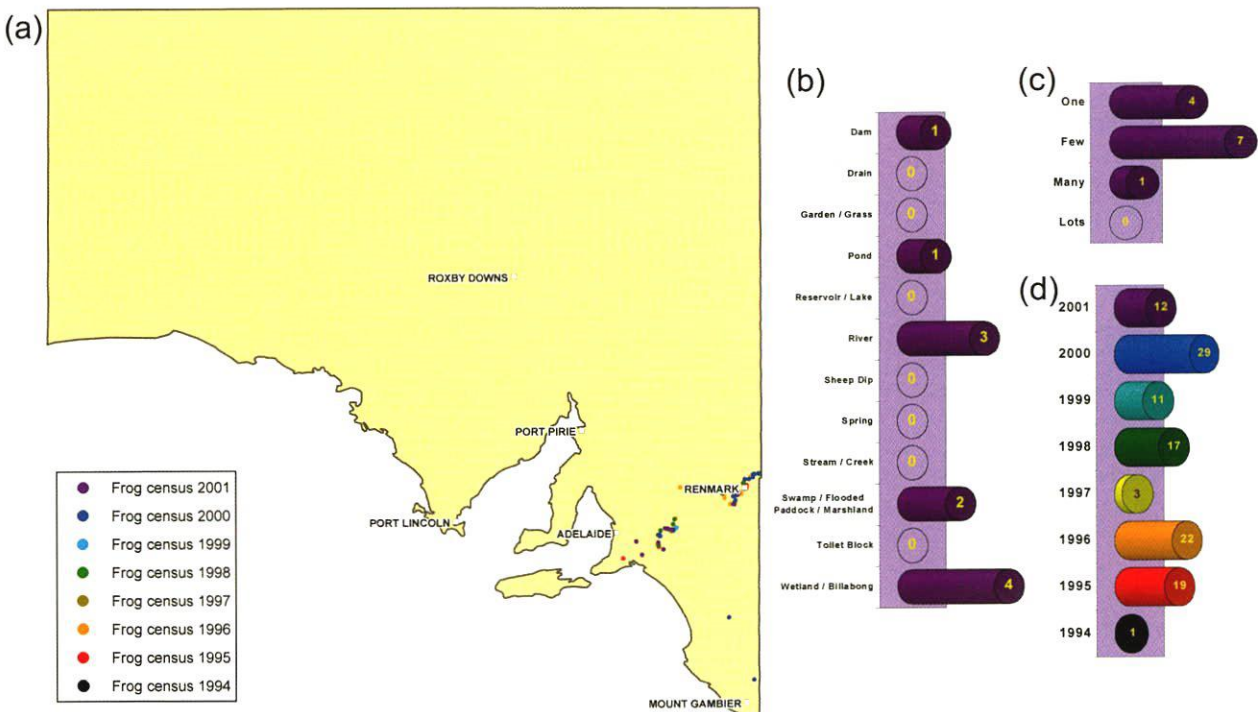 (a)
ROXBY DOWNS
PORT PIRIE
RENMARK
PORT LINCOLN
ADELAIDE
MOUNT GAMBIER
Frog census 2001
Frog census 2000
Frog census 1999
Frog census 1998
Frog census 1997
Frog census 1996
Frog census 1995
Frog census 1994
(b)
Dam 1
Drain 0
Garden / Grass 0
Pond 1
Reservoir / Lake 0
River 3
Sheep Dip 0
Spring 0
Stream / Creek 0
Swamp / Flooded
Paddock / Marshland 2
Toilet Block 0
Wetland / Billabong 4
(c)
One 4
Few 7
Many 1
Lots 0
(d)
2001 12
2000 29
1999 11
1998 17
1997 3
1996 22
1995 19
1994 1